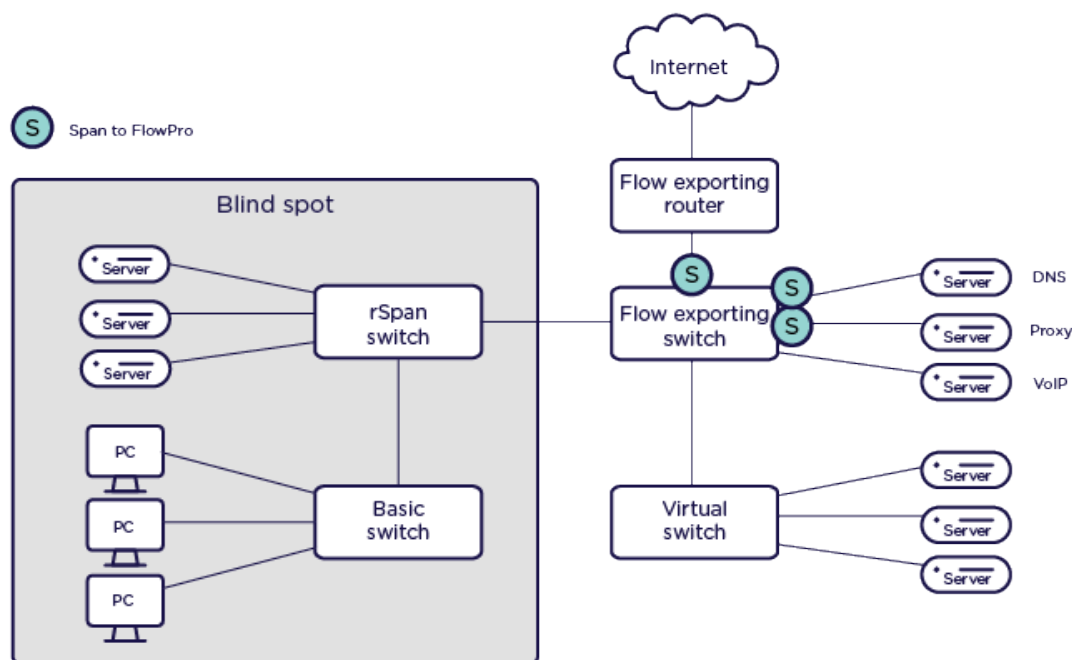 Internet
S
Span to FlowPro
Flow exporting
router
Blind spot
S
S
S
Server
Server
Server
rSpan
switch
Flow exporting
switch
Server
DNS
Server
Proxy
Server
VoIP
PC
PC
PC
Basic
switch
Virtual
switch
Server
Server
Server